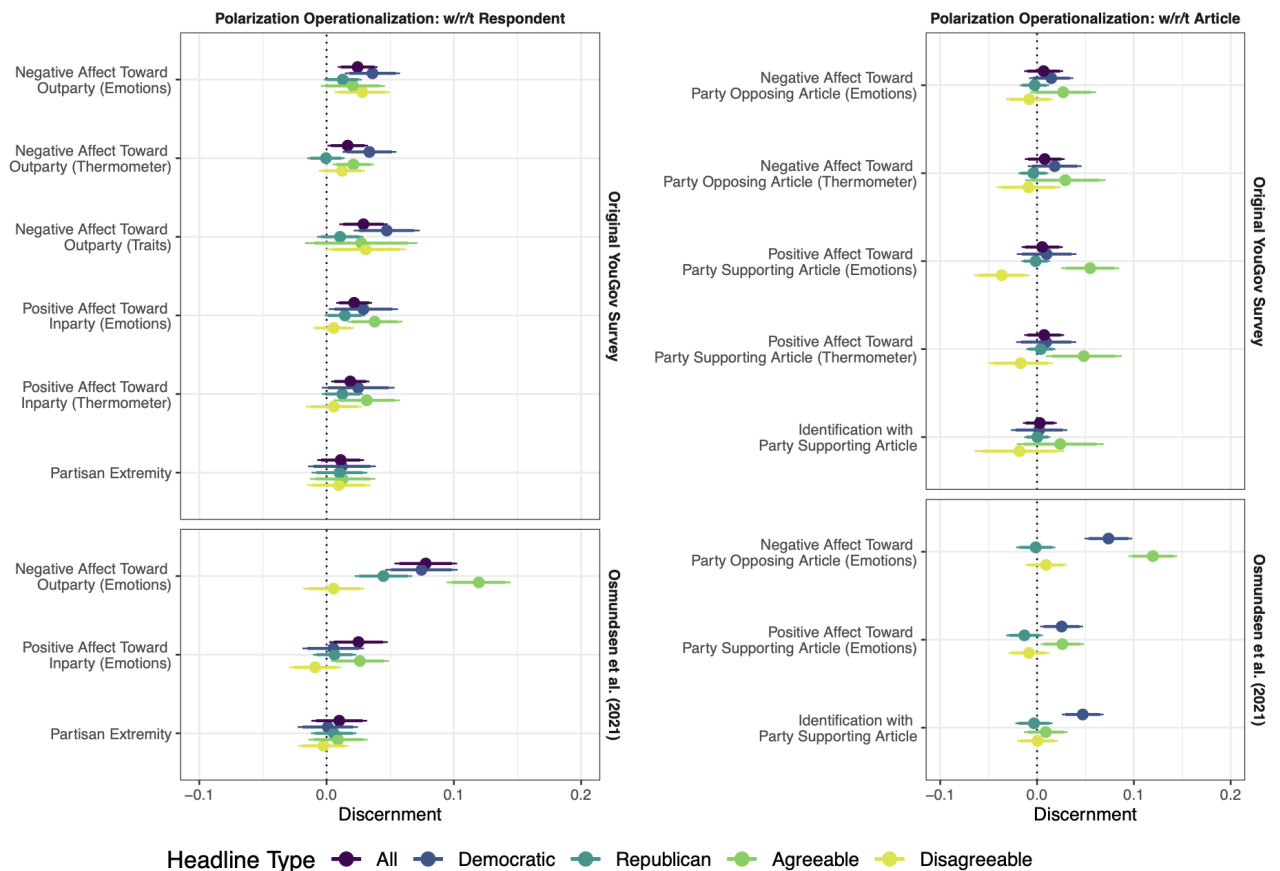 Polarization Operationalization: w/r/t Respondent
Negative Affect Toward
Outparty (Emotions)
Negative Affect Toward
Outparty (Thermometer)
Negative Affect Toward
Outparty (Traits)
Positive Affect Toward
Inparty (Emotions)
Positive Affect Toward
Inparty (Thermometer)
Partisan Extremity
Original YouGov Survey
Negative Affect Toward
Outparty (Emotions)
Positive Affect Toward
Inparty (Emotions)
Partisan Extremity
Osmundsen et al. (2021)
−0.1 0.0 0.1 0.2
Discernment
Polarization Operationalization: w/r/t Article
Negative Affect Toward
Party Opposing Article (Emotions)
Negative Affect Toward
Party Opposing Article (Thermometer)
Positive Affect Toward
Party Supporting Article (Emotions)
Positive Affect Toward
Party Supporting Article (Thermometer)
Identification with
Party Supporting Article
Original YouGov Survey
Negative Affect Toward
Party Opposing Article (Emotions)
Positive Affect Toward
Party Supporting Article (Emotions)
Identification with
Party Supporting Article
Osmundsen et al. (2021)
−0.1 0.0 0.1 0.2
Discernment
Headline Type All Democratic Republican Agreeable Disagreeable